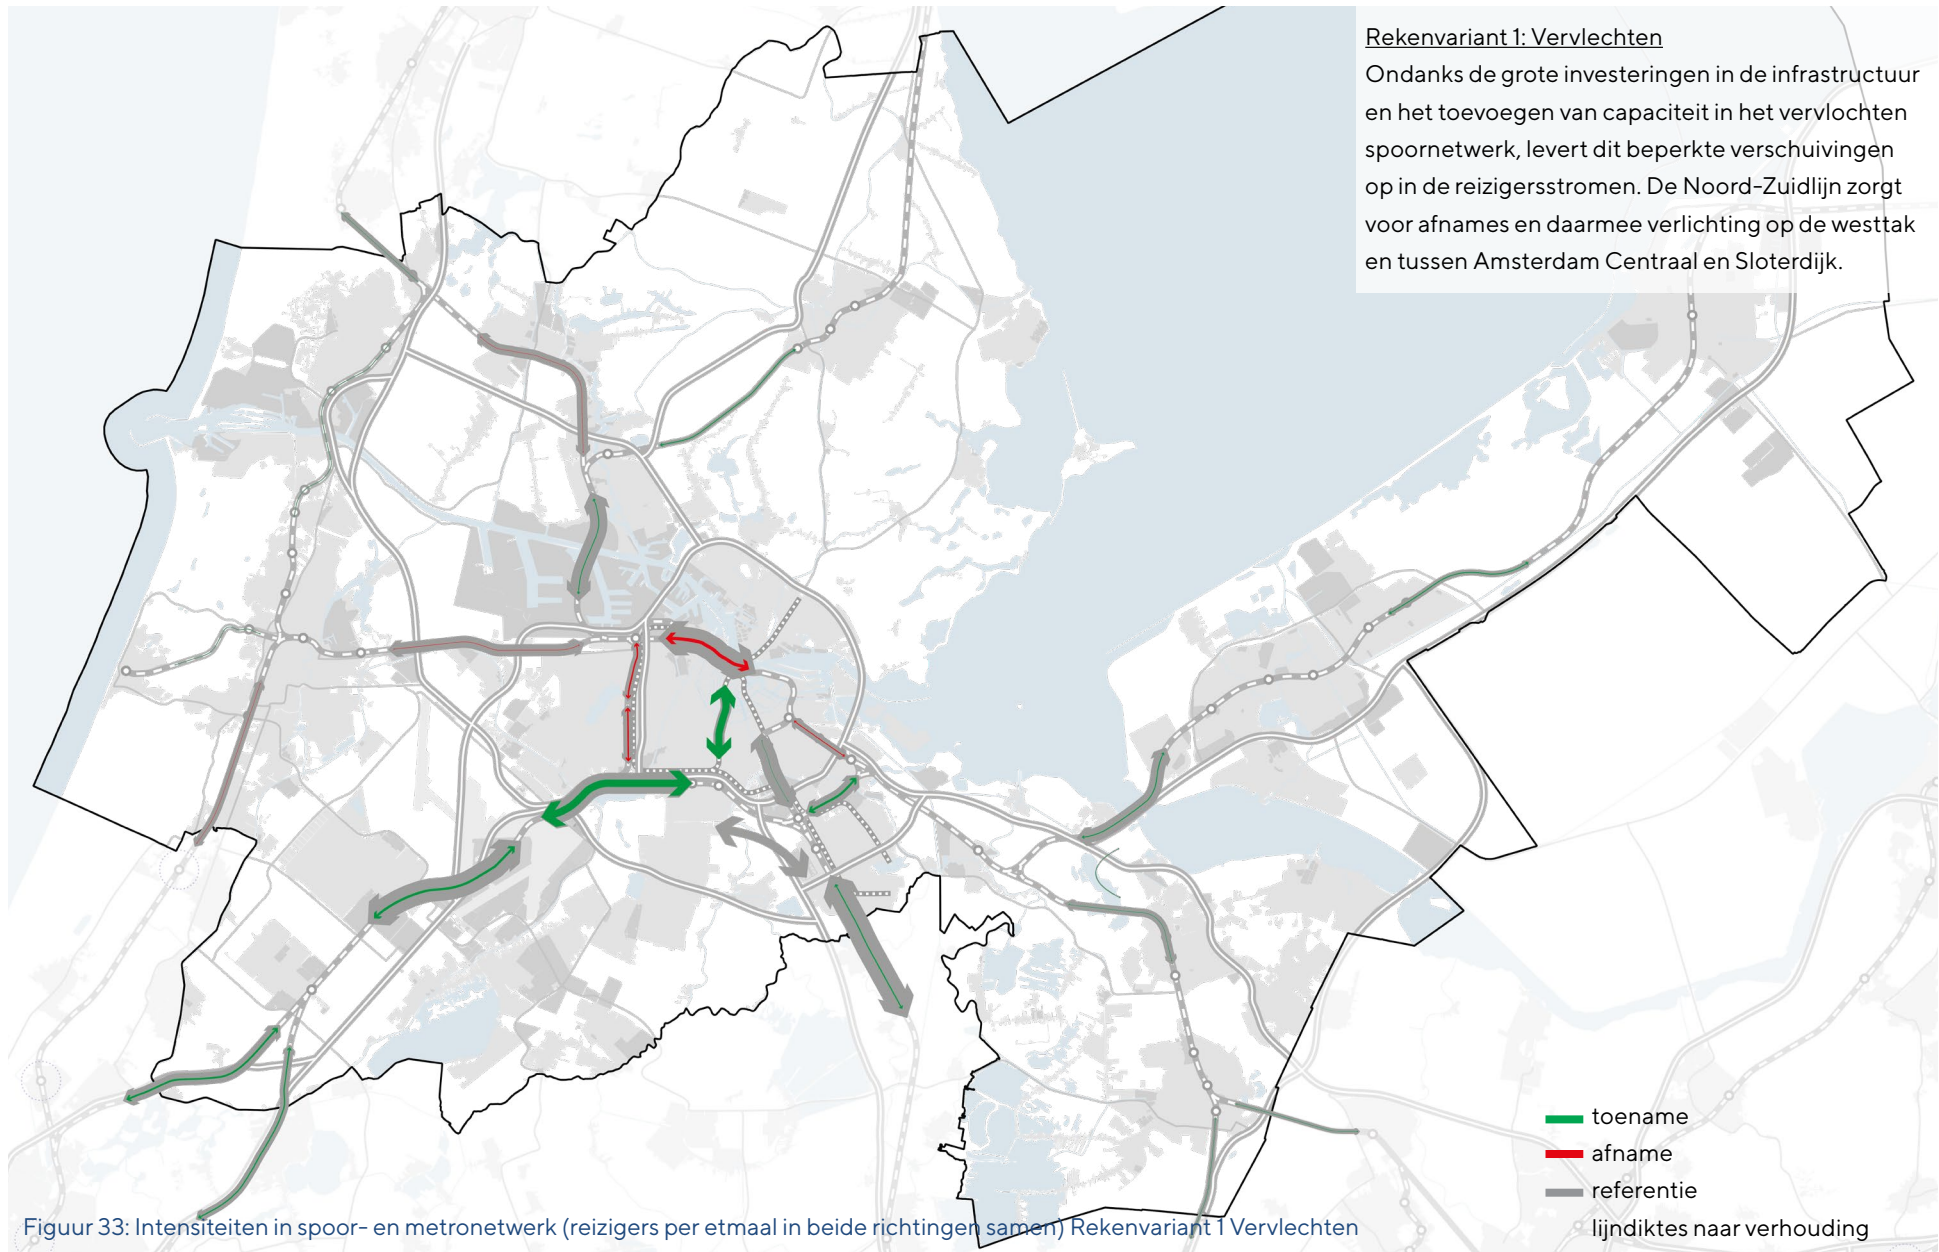 Rekenvariant 1: Vervlechten
Ondanks de grote investeringen in de infrastructuur
en het toevoegen van capaciteit in het vervlochten
spoornetwerk, levert dit beperkte verschuivingen
op in de reizigersstromen. De Noord-Zuidlijn zorgt
voor afnames en daarmee verlichting op de westtak
en tussen Amsterdam Centraal en Sloterdijk.
toename
afname
referentie
lijndiktes naar verhouding
Figuur 33: Intensiteiten in spoor- en metronetwerk (reizigers per etmaal in beide richtingen samen) Rekenvariant 1 Vervlechten